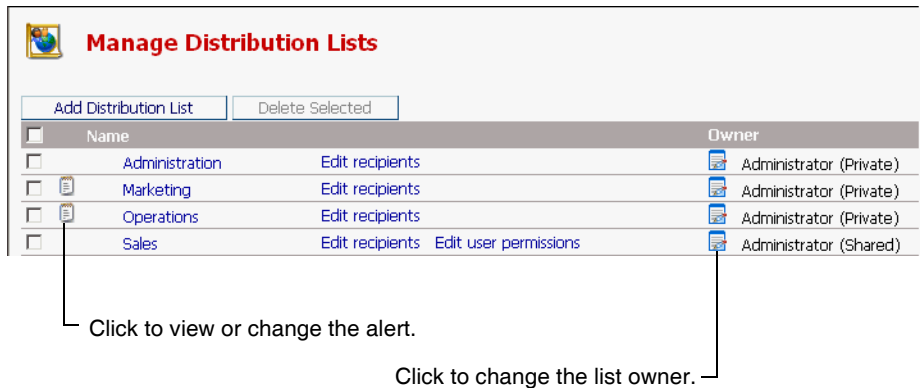 Manage Distribution Lists
Add Distribution List Delete Selected
Name Owner
Administration Edit recipients Administrator (Private)
Marketing Edit recipients Administrator (Private)
Operations Edit recipients Administrator (Private)
Sales Edit recipients Edit user permissions Administrator (Shared)
Click to view or change the alert.
Click to change the list owner.